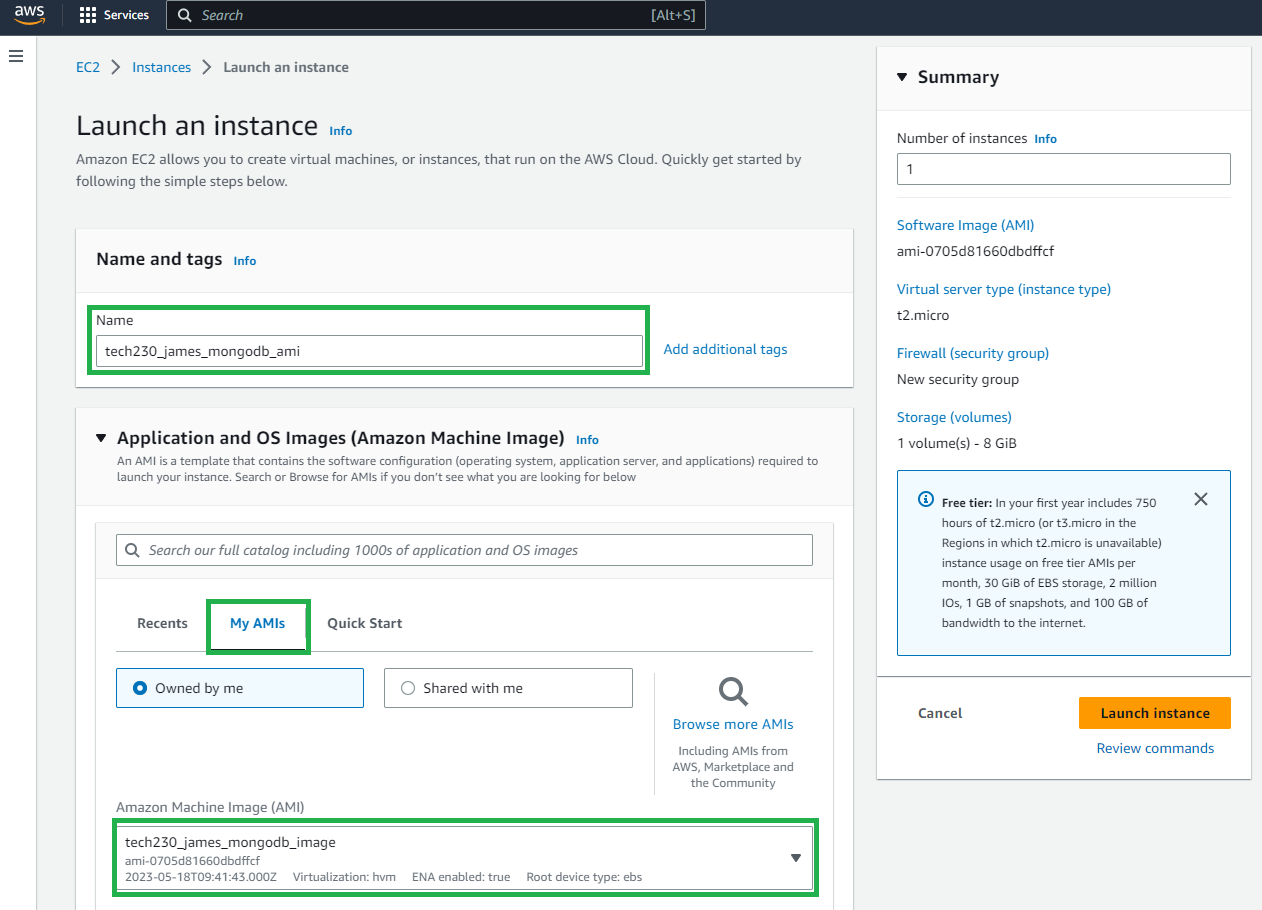 aws
Services
Search
[Alt+S]
EC2 > Instances > Launch an instance
Launch an instance Info
Amazon EC2 allows you to create virtual machines, or instances, that run on the AWS Cloud. Quickly get started by
following the simple steps below.
Name and tags Info
Name
tech230_james_mongodb_ami
Add additional tags
Application and OS Images (Amazon Machine Image) Info
An AMI is a template that contains the software configuration (operating system, application server, and applications) required to
launch your instance. Search or Browse for AMIs if you don't see what you are looking for below
Search our full catalog including 1000s of application and OS images
Recents
My AMIs
Quick Start
Owned by me
Shared with me
Browse more AMIs
Including AMIs from
AWS, Marketplace and
the Community
Amazon Machine Image (AMI)
tech230_james_mongodb_image
ami-0705d81660dbdffcf
2023-05-18T09:41:43.000Z Virtualization: hvm ENA enabled: true Root device type: ebs
Summary
Number of instances Info
1
Software Image (AMI)
ami-0705d81660dbdffcf
Virtual server type (instance type)
t2.micro
Firewall (security group)
New security group
Storage (volumes)
1 volume(s) - 8 GiB
Free tier: In your first year includes 750
hours of t2.micro (or t3.micro in the
Regions in which t2.micro is unavailable)
instance usage on free tier AMIs per
month, 30 GiB of EBS storage, 2 million
IOs, 1 GB of snapshots, and 100 GB of
bandwidth to the internet.
Cancel
Launch instance
Review commands